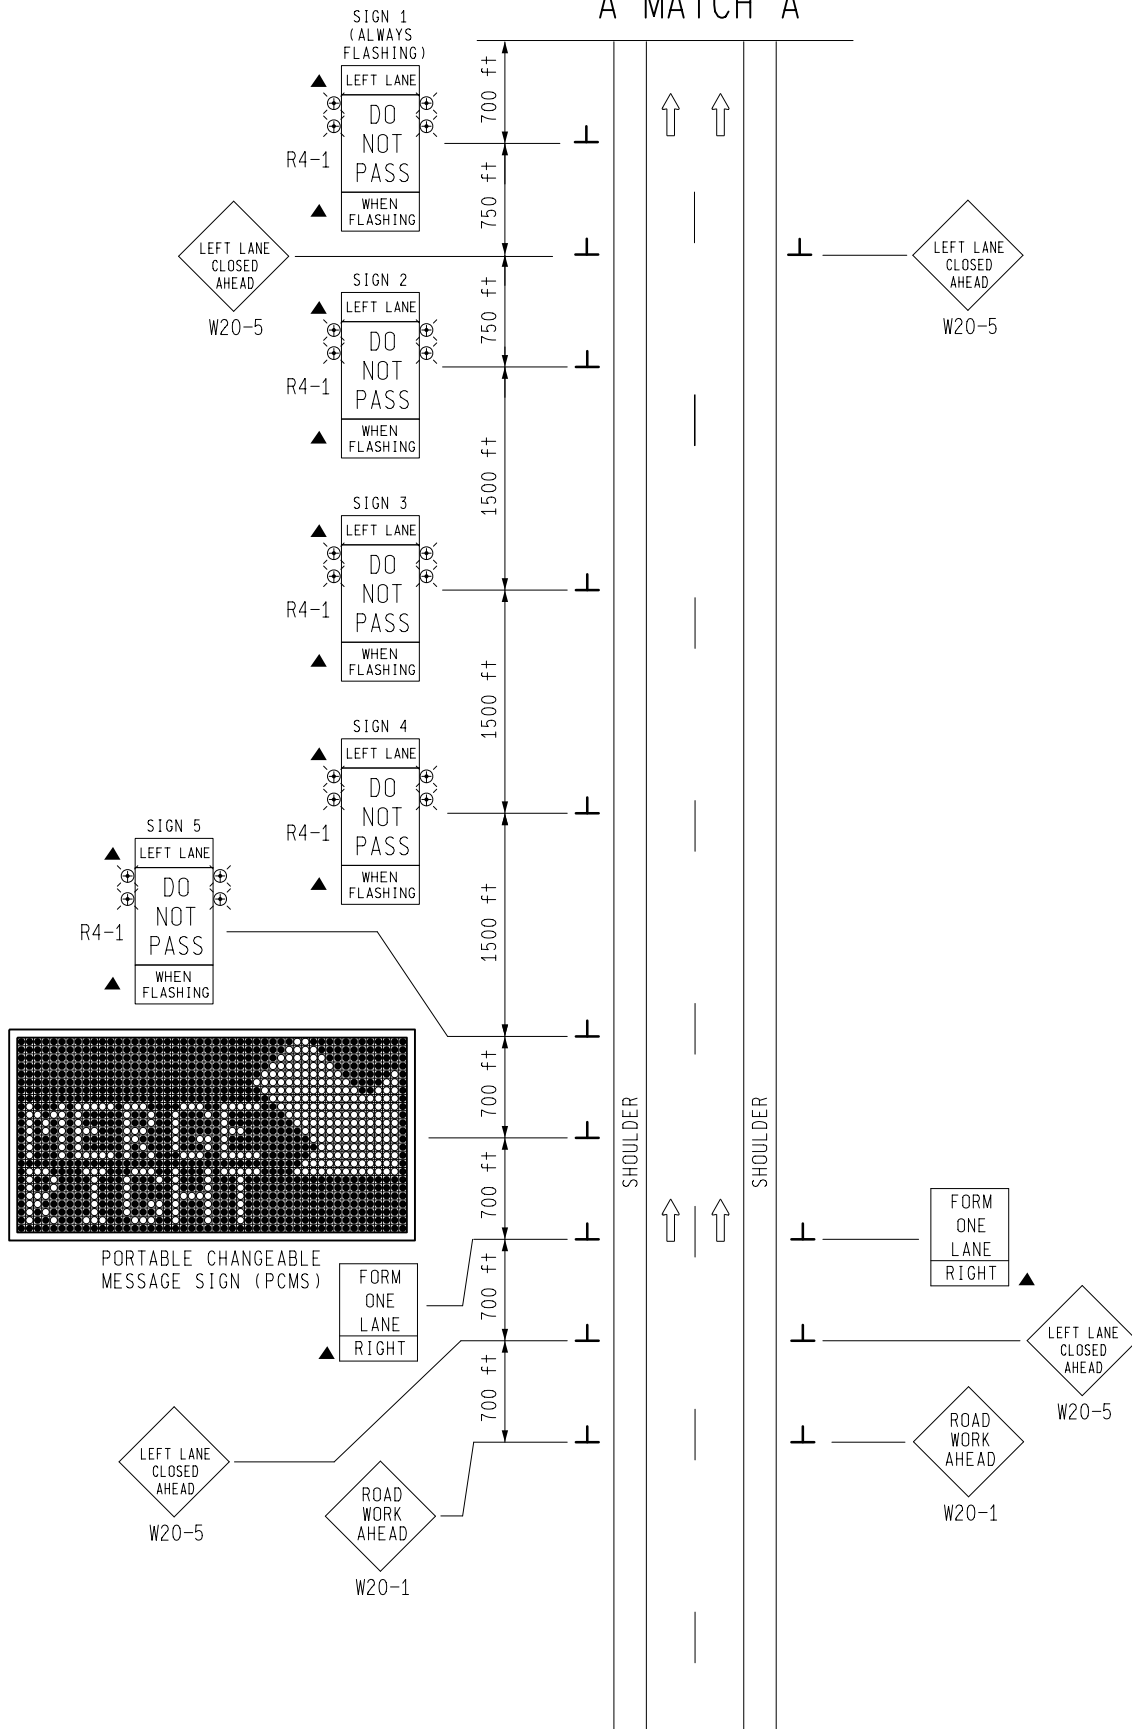 A MATCH A
SIGN 1
(ALWAYS
FLASHING)
LEFT LANE
DO
NOT
PASS
WHEN
FLASHING
R4-1
700 ft
750 ft
LEFT LANE
CLOSED
AHEAD
W20-5
LEFT LANE
CLOSED
AHEAD
W20-5
SIGN 2
LEFT LANE
DO
NOT
PASS
WHEN
FLASHING
R4-1
750 ft
1500 ft
SIGN 3
LEFT LANE
DO
NOT
PASS
WHEN
FLASHING
R4-1
1500 ft
SIGN 4
LEFT LANE
DO
NOT
PASS
WHEN
FLASHING
R4-1
1500 ft
SIGN 5
LEFT LANE
DO
NOT
PASS
WHEN
FLASHING
R4-1
MERGE
RIGHT
PORTABLE CHANGEABLE
MESSAGE SIGN (PCMS)
700 ft
700 ft
700 ft
700 ft
SHOULDER
SHOULDER
FORM
ONE
LANE
RIGHT
FORM
ONE
LANE
RIGHT
LEFT LANE
CLOSED
AHEAD
W20-5
LEFT LANE
CLOSED
AHEAD
W20-5
ROAD
WORK
AHEAD
W20-1
ROAD
WORK
AHEAD
W20-1